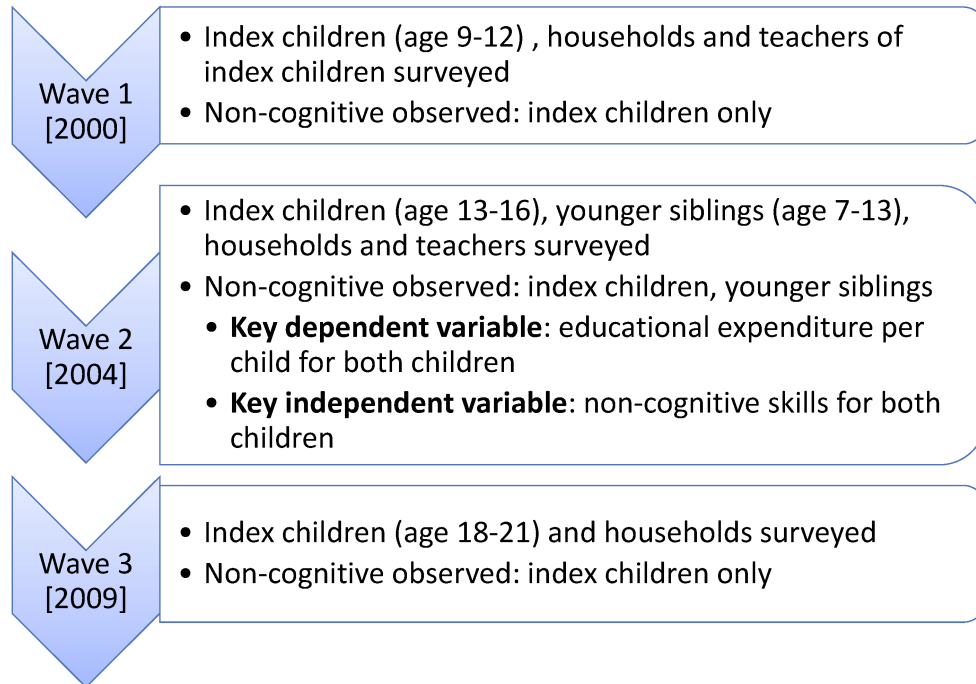 Wave 1
[2000]
• Index children (age 9-12) , households and teachers of
index children surveyed
• Non-cognitive observed: index children only
Wave 2
[2004]
• Index children (age 13-16), younger siblings (age 7-13),
households and teachers surveyed
• Non-cognitive observed: index children, younger siblings
• Key dependent variable: educational expenditure per
child for both children
• Key independent variable: non-cognitive skills for both
children
Wave 3
[2009]
• Index children (age 18-21) and households surveyed
• Non-cognitive observed: index children only